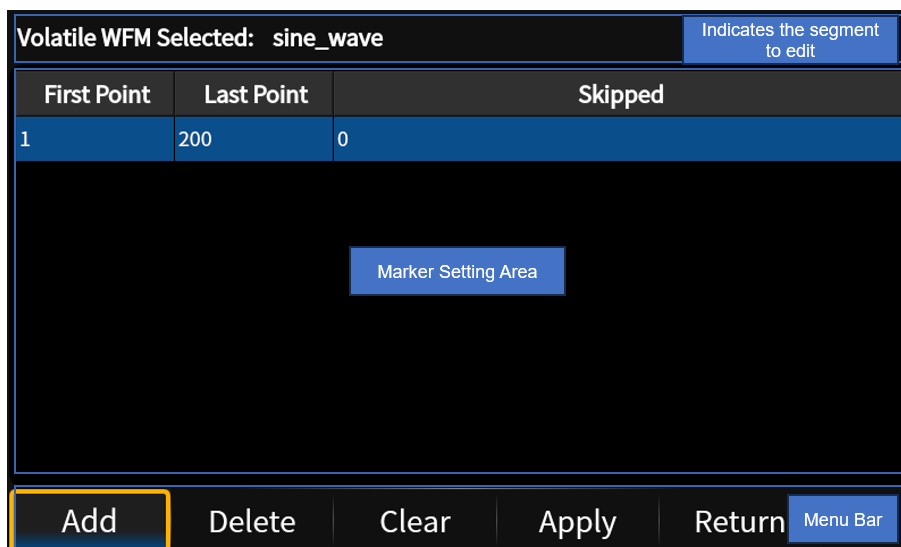 Volatile WFM Selected: sine_wave
Indicates the segment
to edit
First Point Last Point Skipped
1 200 0
Marker Setting Area
Add Delete Clear Apply Return
Menu Bar